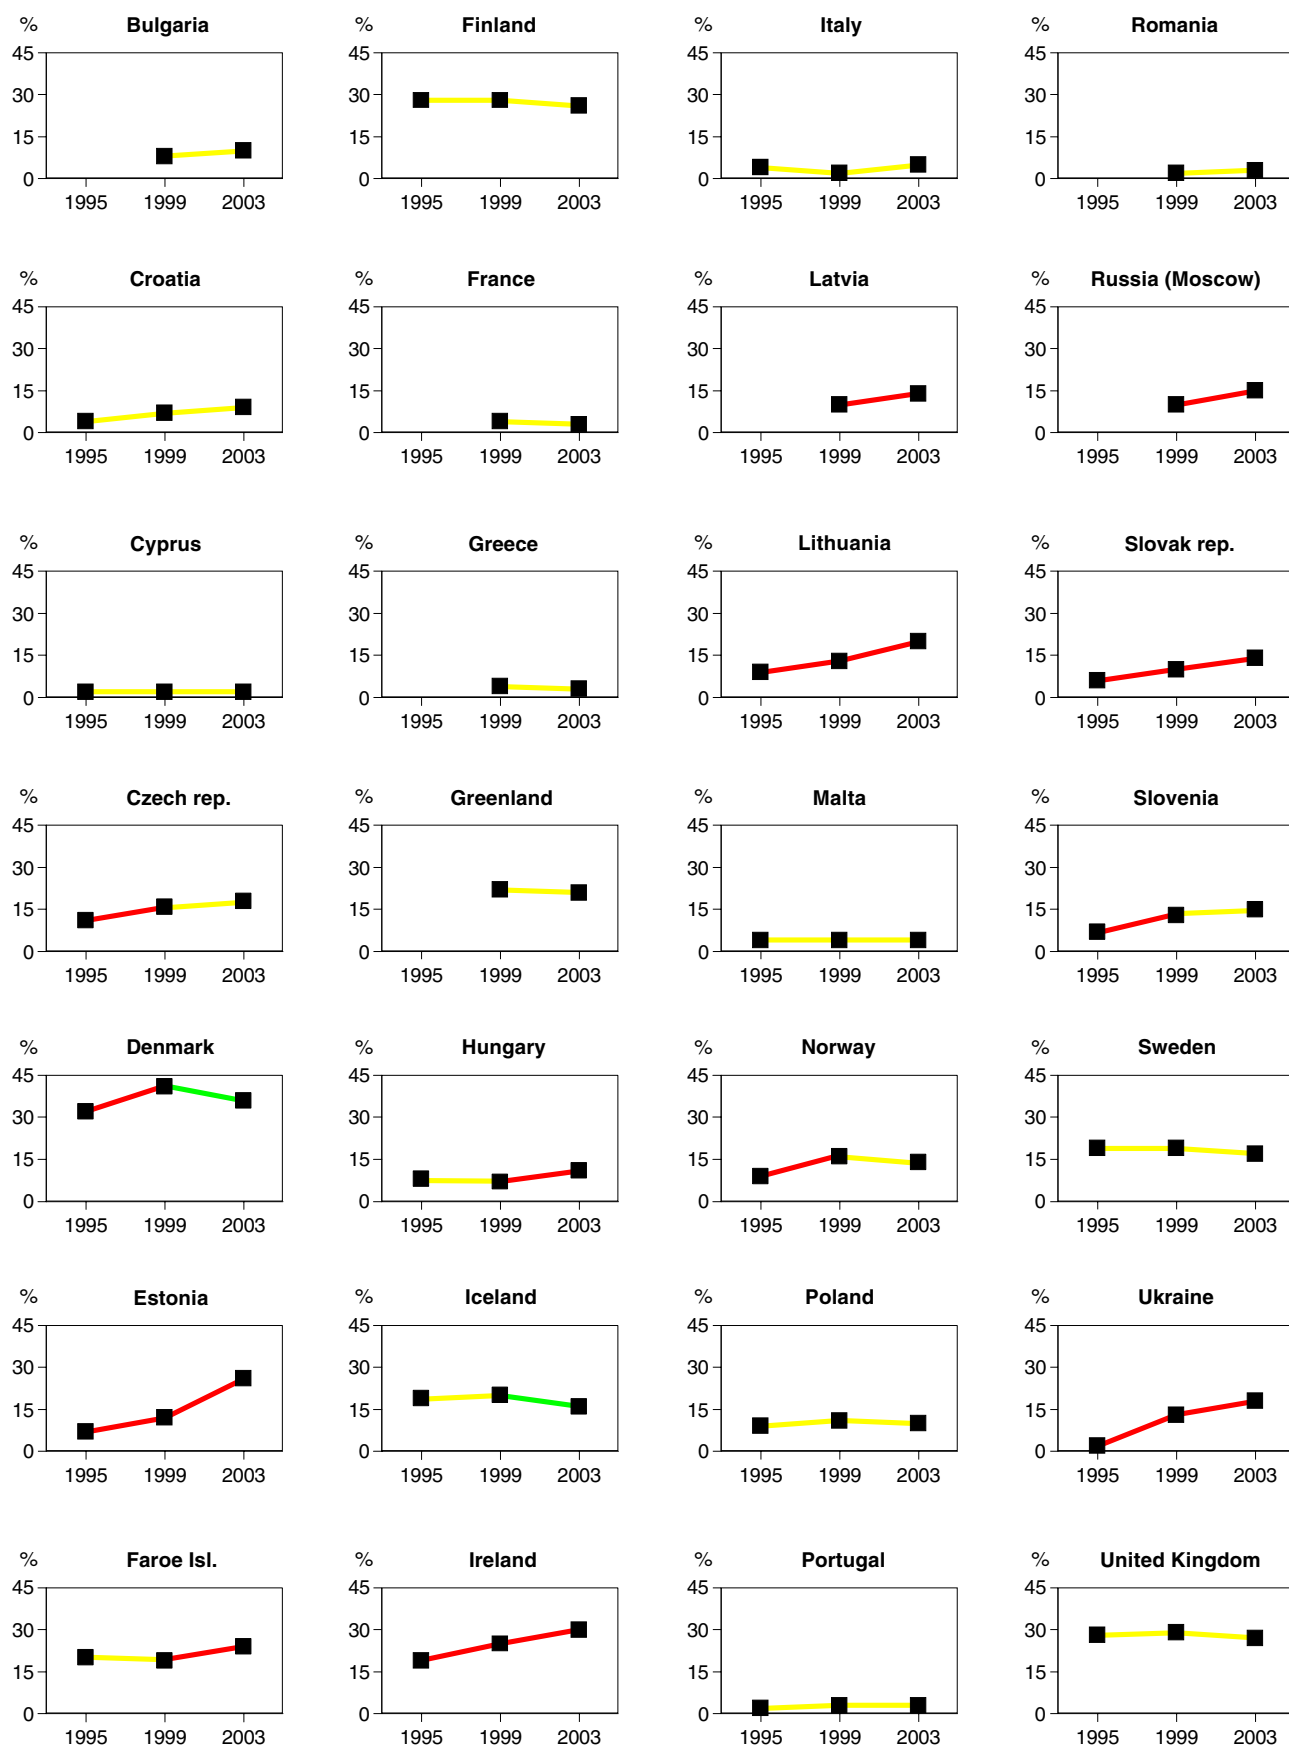 % Bulgaria % Finland % Italy % Romania
45 45 45 45
30 30 30 30
15 15 15 15
0 0 0 0
1995 1999 2003 1995 1999 2003 1995 1999 2003 1995 1999 2003
% Croatia % France % Latvia % Russia (Moscow)
45 45 45 45
30 30 30 30
15 15 15 15
0 0 0 0
1995 1999 2003 1995 1999 2003 1995 1999 2003 1995 1999 2003
% Cyprus % Greece % Lithuania % Slovak rep.
45 45 45 45
30 30 30 30
15 15 15 15
0 0 0 0
1995 1999 2003 1995 1999 2003 1995 1999 2003 1995 1999 2003
% Czech rep. % Greenland % Malta % Slovenia
45 45 45 45
30 30 30 30
15 15 15 15
0 0 0 0
1995 1999 2003 1995 1999 2003 1995 1999 2003 1995 1999 2003
% Denmark % Hungary % Norway % Sweden
45 45 45 45
30 30 30 30
15 15 15 15
0 0 0 0
1995 1999 2003 1995 1999 2003 1995 1999 2003 1995 1999 2003
% Estonia % Iceland % Poland % Ukraine
45 45 45 45
30 30 30 30
15 15 15 15
0 0 0 0
1995 1999 2003 1995 1999 2003 1995 1999 2003 1995 1999 2003
% Faroe Isl. % Ireland % Portugal % United Kingdom
45 45 45 45
30 30 30 30
15 15 15 15
0 0 0 0
1995 1999 2003 1995 1999 2003 1995 1999 2003 1995 1999 2003